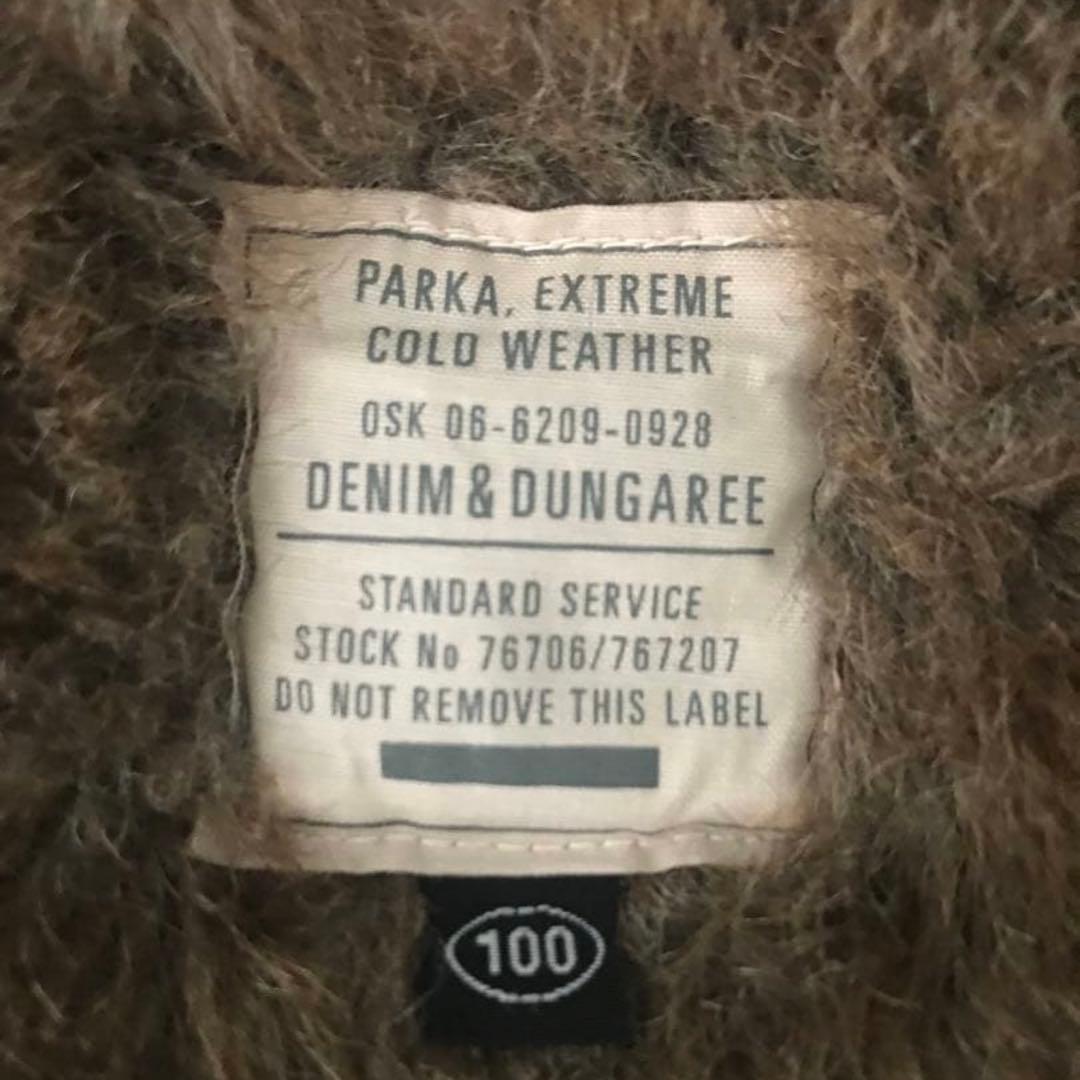 PARKA, EXTREME
COLD WEATHER
OSK 06-6209-0928
DENIM & DUNGAREE
STANDARD SERVICE
STOCK No 76706/767207
DO NOT REMOVE THIS LABEL
100